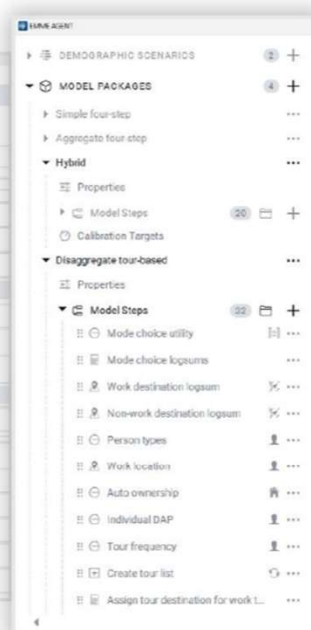 EMME AGENT
DEMOGRAPHIC SCENARIOS 2
MODEL PACKAGES 4
Simple four-step
Aggregate four-step
Hybrid
Properties
Model Steps 20
Calibration Targets
Disaggregate tour-based
Properties
Model Steps 22
Mode choice utility
Mode choice logsums
Work destination logsum
Non-work destination logsum
Person types
Work location
Auto ownership
Individual DAP
Tour frequency
Create tour list
Assign tour destination for work t...